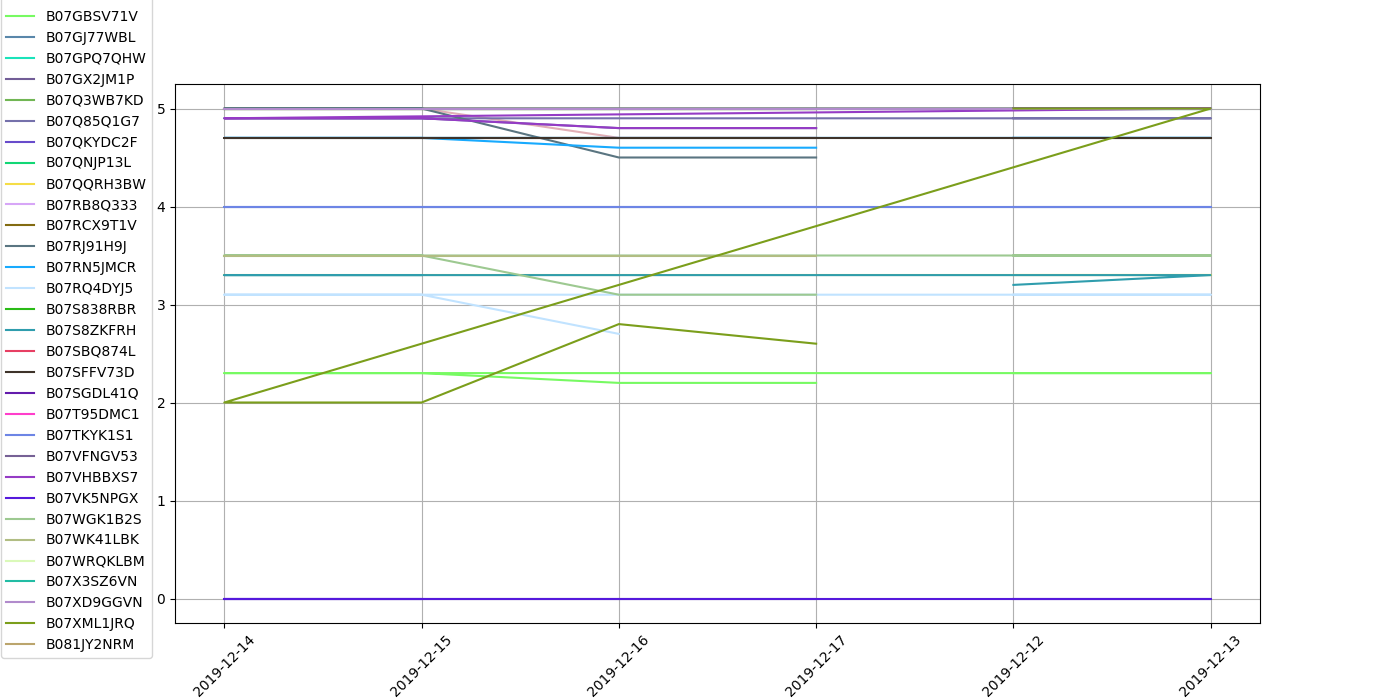 B07GBSV71V
B07GJ77WBL
B07GPQ7QHW
B07GX2JM1P
B07Q3WB7KD
B07Q85Q1G7
B07QKYDC2F
B07QNJP13L
B07QQRH3BW
B07RB8Q333
B07RCX9T1V
B07RJ91H9J
B07RN5JMCR
B07RQ4DYJ5
B07S838RBR
B07S8ZKFRH
B07SBQ874L
B07SFFV73D
B07SGDL41Q
B07T95DMC1
B07TKYK1S1
B07VFNGV53
B07VHBBXS7
B07VK5NPGX
B07WGK1B2S
B07WK41LBK
B07WRQKLBM
B07X3SZ6VN
B07XD9GGVN
B07XML1JRQ
B081JY2NRM
5
4
3
2
1
0
2019-12-14
2019-12-15
2019-12-16
2019-12-17
2019-12-12
2019-12-13